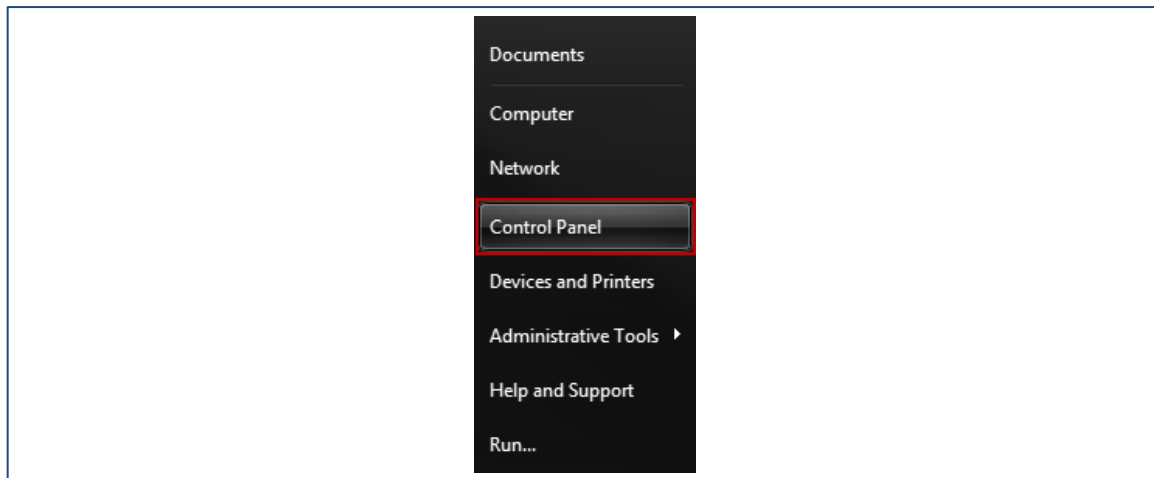 Documents
Computer
Network
Control Panel
Devices and Printers
Administrative Tools
Help and Support
Run...